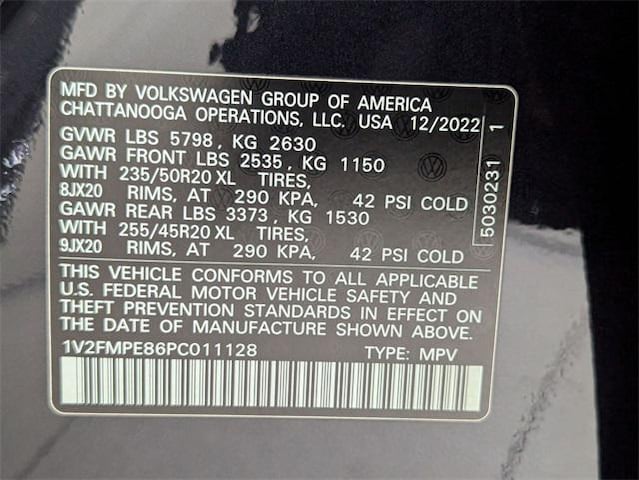 MFD BY VOLKSWAGEN GROUP OF AMERICA
CHATTANOOGA OPERATIONS, LLC. USA 12/2022
GVWR LBS 5798, KG 2630
GAWR FRONT LBS 2535, KG 1150
WITH 235/50R20 XL TIRES,
8JX20 RIMS, AT 290 KPA, 42 PSI COLD
GAWR REAR LBS 3373, KG 1530
WITH 255/45R20 XL TIRES,
9JX20 RIMS, AT 290 KPA, 42 PSI COLD
THIS VEHICLE CONFORMS TO ALL APPLICABLE
U.S. FEDERAL MOTOR VEHICLE SAFETY AND
THEFT PREVENTION STANDARDS IN EFFECT ON
THE DATE OF MANUFACTURE SHOWN ABOVE.
1V2FMPE86PC011128 TYPE: MPV
5030231 1